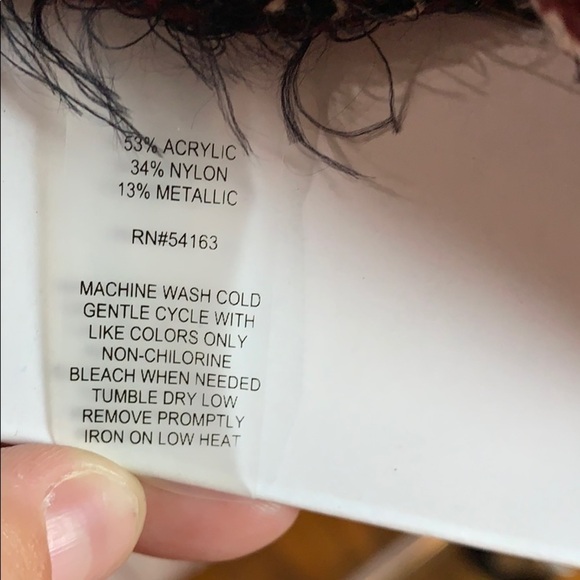 53% ACRYLIC
34% NYLON
13% METALLIC
RN#54163
MACHINE WASH COLD
GENTLE CYCLE WITH
LIKE COLORS ONLY
NON-CHILORINE
BLEACH WHEN NEEDED
TUMBLE DRY LOW
REMOVE PROMPTLY
IRON ON LOW HEAT